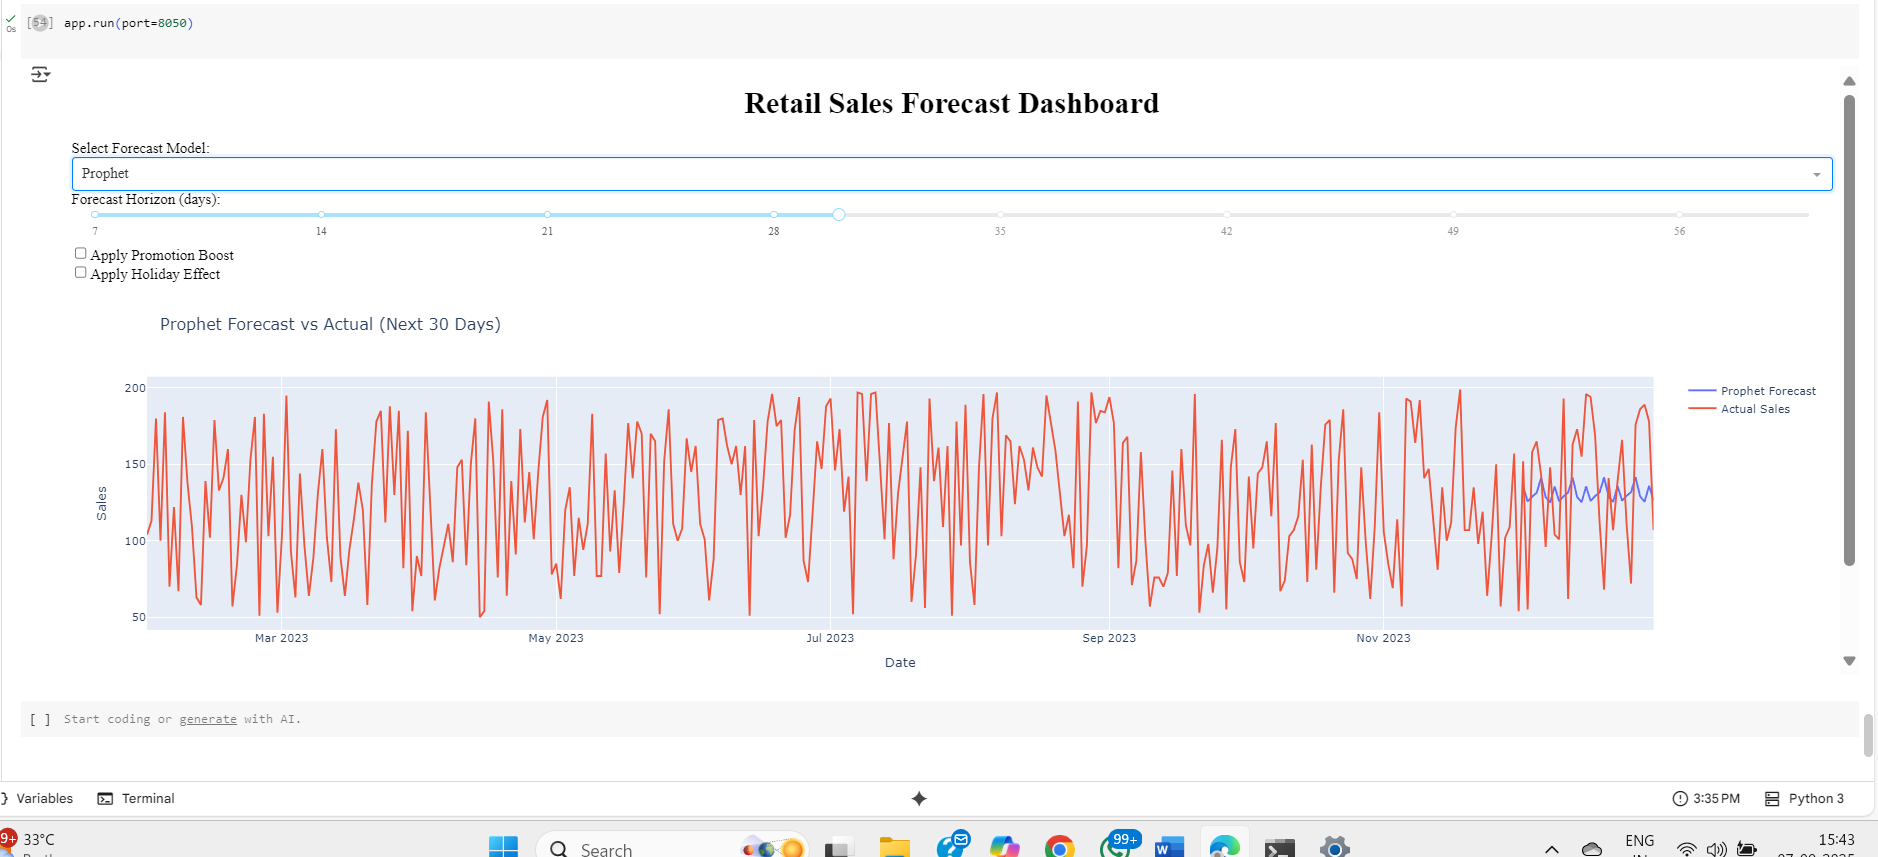 [54] app.run(port=8050)
0s
Retail Sales Forecast Dashboard
Select Forecast Model:
Prophet
Forecast Horizon (days):
7 14 21 28 35 42 49 56
Apply Promotion Boost
Apply Holiday Effect
Prophet Forecast vs Actual (Next 30 Days)
Prophet Forecast
Actual Sales
200
150
100
50
Sales
Mar 2023 May 2023 Jul 2023 Sep 2023 Nov 2023
Date
[ ] Start coding or generate with AI.
Variables Terminal 3:35 PM Python 3
9+ 33°C Search 99+ W ENG 15:43